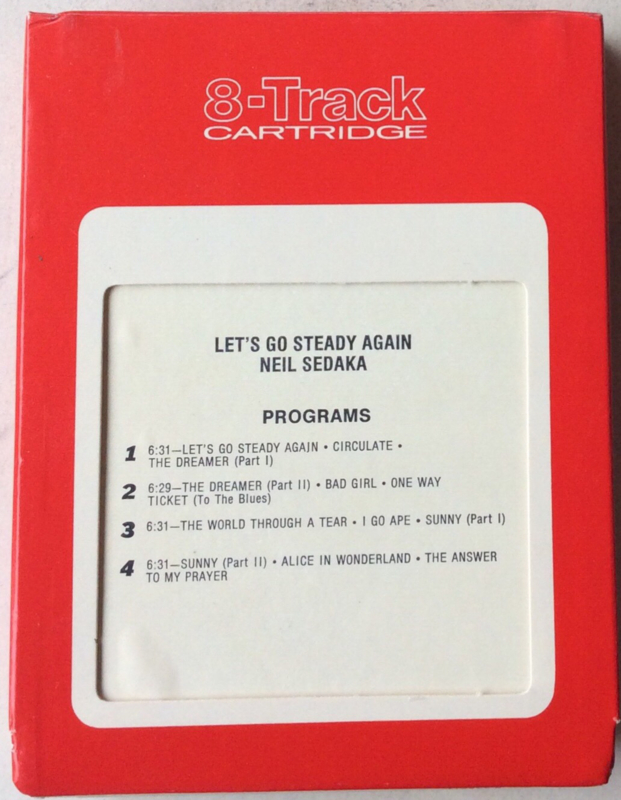 8-Track
CARTRIDGE
LET'S GO STEADY AGAIN
NEIL SEDAKA
PROGRAMS
1 6:31—LET'S GO STEADY AGAIN • CIRCULATE •
THE DREAMER (Part I)
2 6:29—THE DREAMER (Part II) • BAD GIRL • ONE WAY
TICKET (To The Blues)
3 6:31—THE WORLD THROUGH A TEAR • I GO APE • SUNNY (Part I)
4 6:31—SUNNY (Part II) • ALICE IN WONDERLAND • THE ANSWER
TO MY PRAYER